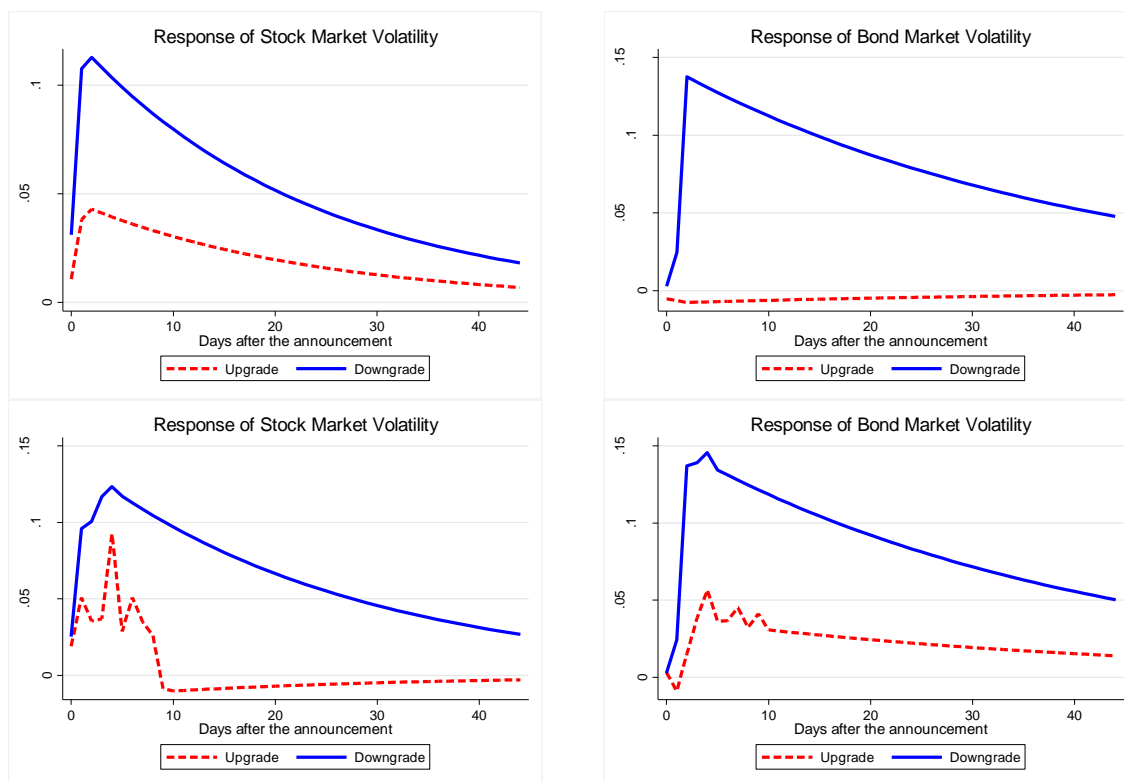 Response of Stock Market Volatility
.1
.05
0
0 10 20 30 40
Days after the announcement
Upgrade Downgrade
Response of Bond Market Volatility
.15
.1
.05
0
0 10 20 30 40
Days after the announcement
Upgrade Downgrade
Response of Stock Market Volatility
.15
.1
.05
0
0 10 20 30 40
Days after the announcement
Upgrade Downgrade
Response of Bond Market Volatility
.15
.1
.05
0
0 10 20 30 40
Days after the announcement
Upgrade Downgrade